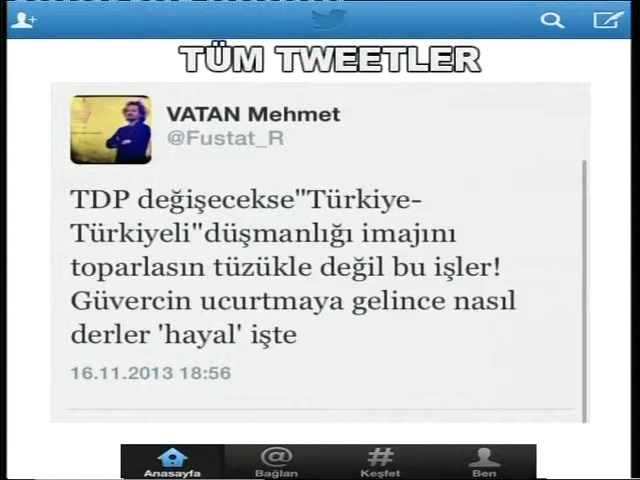 TÜM TWEETLER
VATAN Mehmet
@Fustat_R
TDP değişecekse"Türkiye-
Türkiyeli"düşmanlığı imajını
toparlasın tüzükle değil bu işler!
Güvercin ucurtmaya gelince nasıl
derler 'hayal' işte
16.11.2013 18:56
Anasayfa Bağlan Keşfet Ben